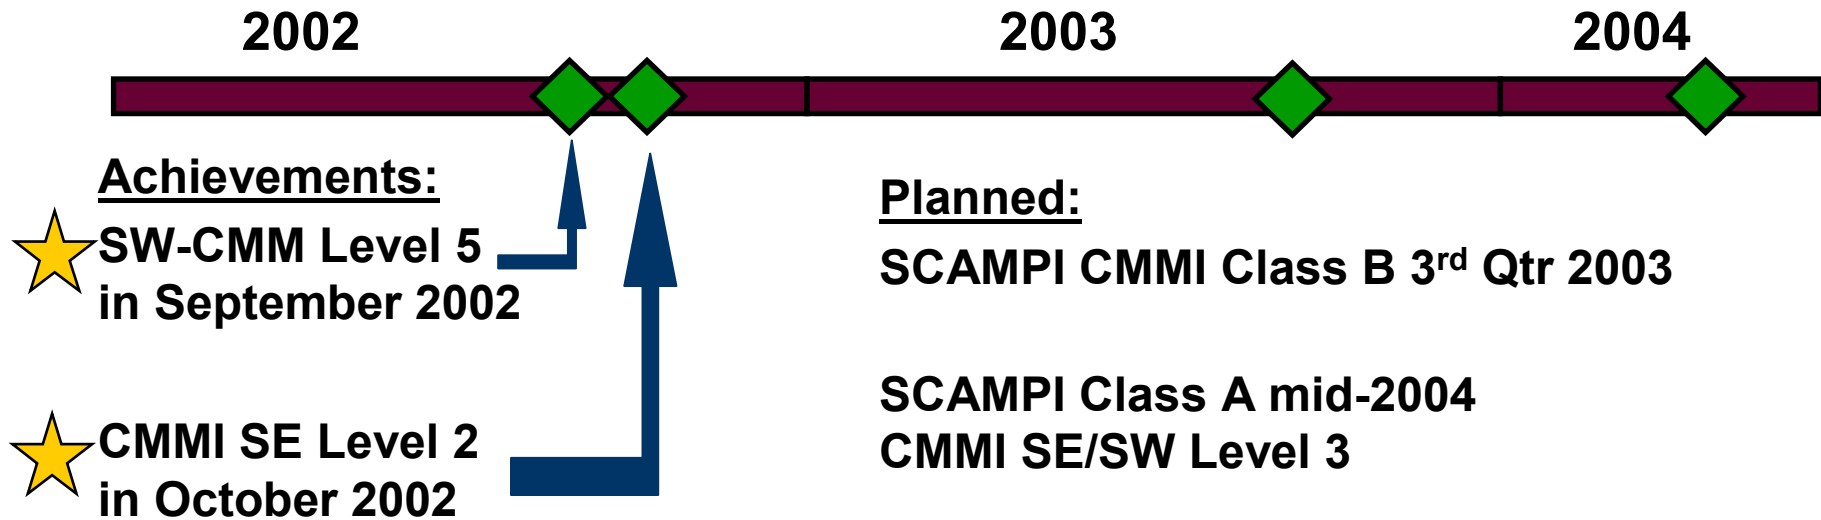 2002
2003
2004
Achievements:
SW-CMM Level 5
in September 2002
CMMI SE Level 2
in October 2002
Planned:
SCAMPI CMMI Class B 3rd Qtr 2003
SCAMPI Class A mid-2004
CMMI SE/SW Level 3